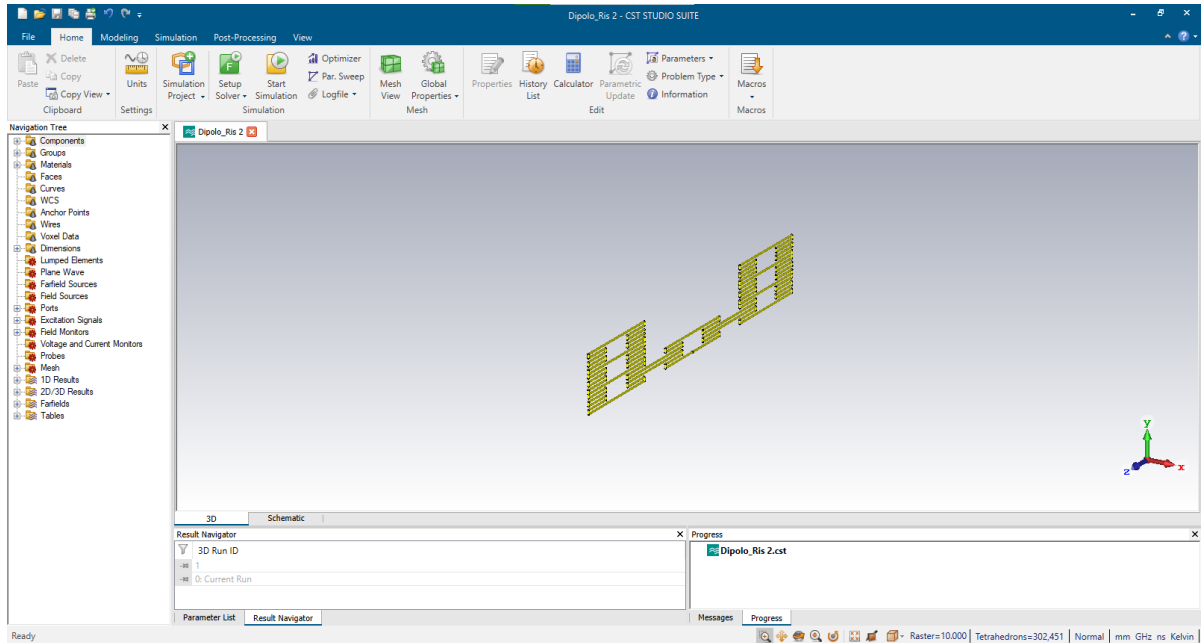 Dipolo_Ris 2 - CST STUDIO SUITE
File Home Modeling Simulation Post-Processing View
Paste
Delete
Copy
Copy View
Clipboard
Units
Settings
Simulation Project
Setup Solver
Start Simulation
Optimizer
Par. Sweep
Logfile
Simulation
Mesh View
Global Properties
Mesh
Properties
History List
Calculator
Parametric Update
Parameters
Problem Type
Information
Edit
Macros
Macros
Navigation Tree
Components
Groups
Materials
Faces
Curves
WCS
Anchor Points
Wires
Voxel Data
Dimensions
Lumped Elements
Plane Wave
Farfield Sources
Field Sources
Ports
Excitation Signals
Field Monitors
Voltage and Current Monitors
Probes
Mesh
1D Results
2D/3D Results
Farfields
Tables
Dipolo_Ris 2
y
x
z
3D Schematic
Result Navigator
3D Run ID
1
0: Current Run
Parameter List Result Navigator
Progress
Dipolo_Ris 2.cst
Messages Progress
Ready
Raster=10.000 Tetrahedrons=302,451 Normal mm GHz ns Kelvin